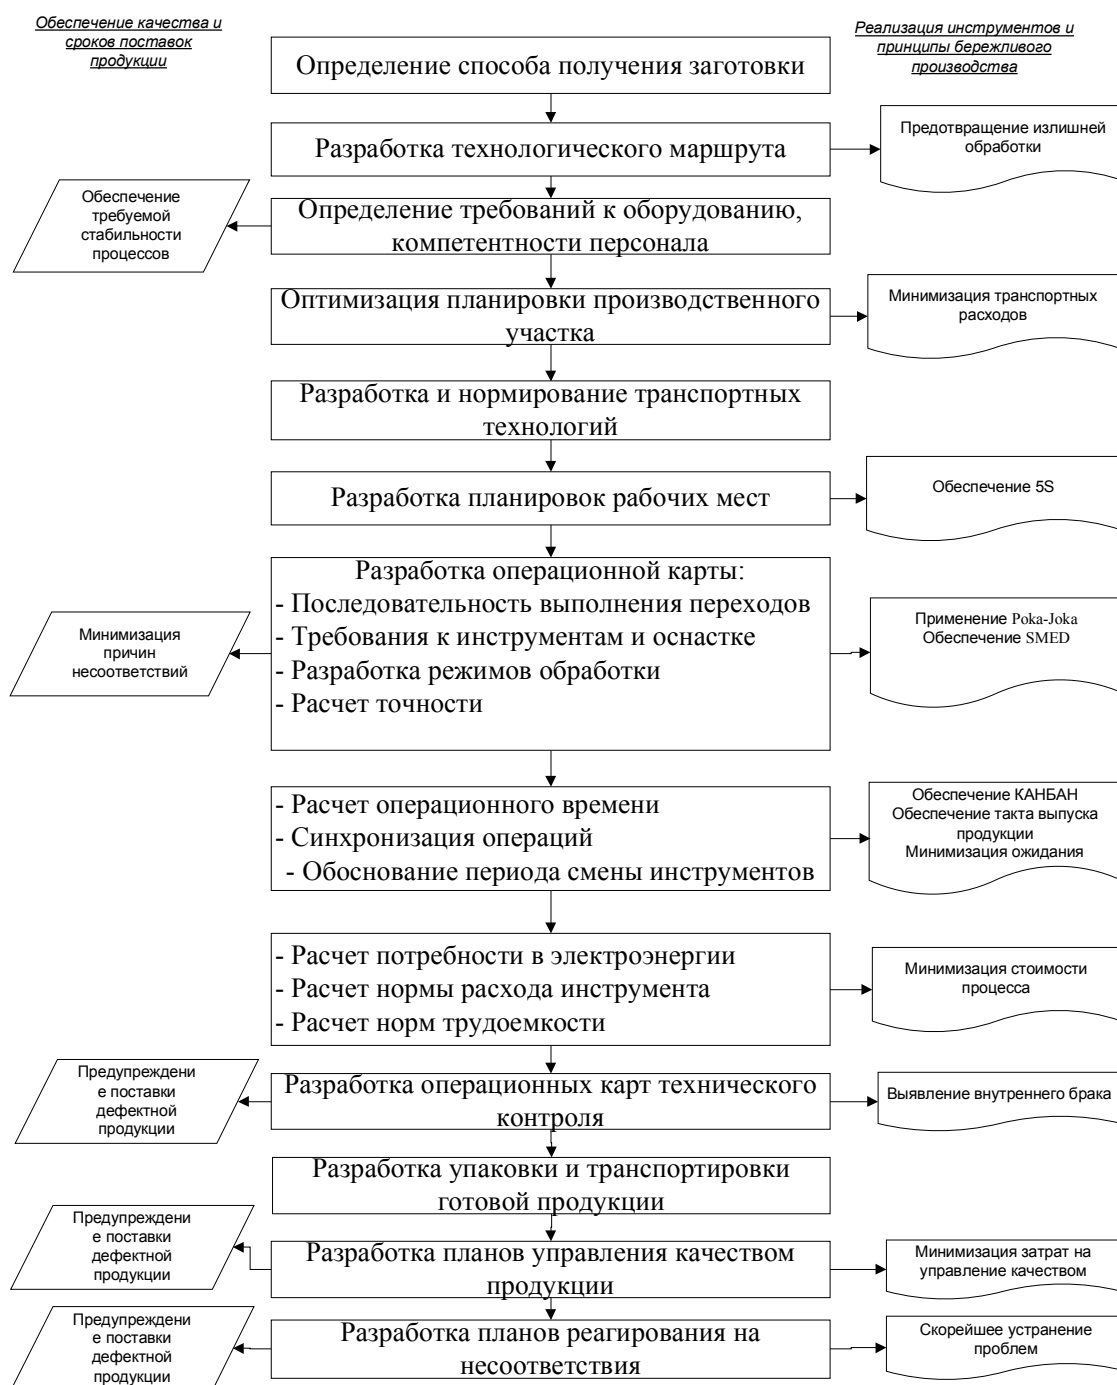 Обеспечение качества и
сроков поставок
продукции
Реализация инструментов и
принципы бережливого
производства
Определение способа получения заготовки
Разработка технологического маршрута
Предотвращение излишней
обработки
Обеспечение
требуемой
стабильности
процессов
Определение требований к оборудованию,
компетентности персонала
Оптимизация планировки производственного
участка
Минимизация транспортных
расходов
Разработка и нормирование транспортных
технологий
Разработка планировок рабочих мест
Обеспечение 5S
Минимизация
причин
несоответствий
Разработка операционной карты:
- Последовательность выполнения переходов
- Требования к инструментам и оснастке
- Разработка режимов обработки
- Расчет точности
Применение Poka-Joka
Обеспечение SMED
- Расчет операционного времени
- Синхронизация операций
- Обоснование периода смены инструментов
Обеспечение КАНБАН
Обеспечение такта выпуска
продукции
Минимизация ожидания
- Расчет потребности в электроэнергии
- Расчет нормы расхода инструмента
- Расчет норм трудоемкости
Минимизация стоимости
процесса
Предупреждени
е поставки
дефектной
продукции
Разработка операционных карт технического
контроля
Выявление внутреннего брака
Разработка упаковки и транспортировки
готовой продукции
Предупреждени
е поставки
дефектной
продукции
Разработка планов управления качеством
продукции
Минимизация затрат на
управление качеством
Предупреждени
е поставки
дефектной
продукции
Разработка планов реагирования на
несоответствия
Скорейшее устранение
проблем